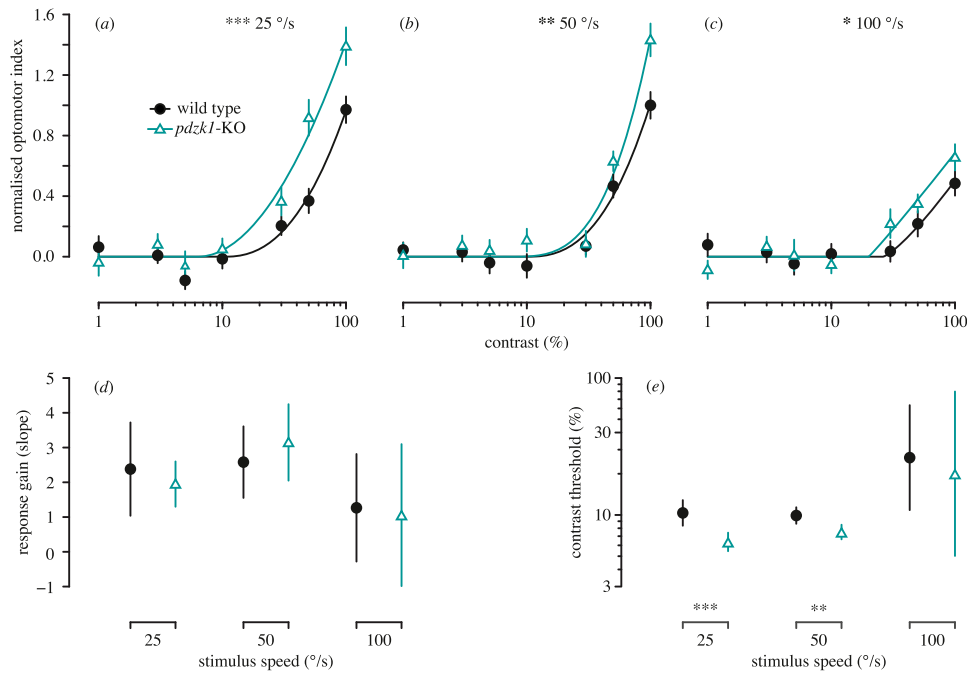 (a) *** 25 °/s
(b) ** 50 °/s
(c) * 100 °/s
normalised optomotor index
1.6
1.2
0.8
0.4
0.0
wild type
pdzk1-KO
1 10 100
1 10 100
1 10 100
contrast (%)
(d)
response gain (slope)
5
4
3
2
1
0
−1
25 50 100
stimulus speed (°/s)
(e)
contrast threshold (%)
100
30
10
3
*** **
25 50 100
stimulus speed (°/s)